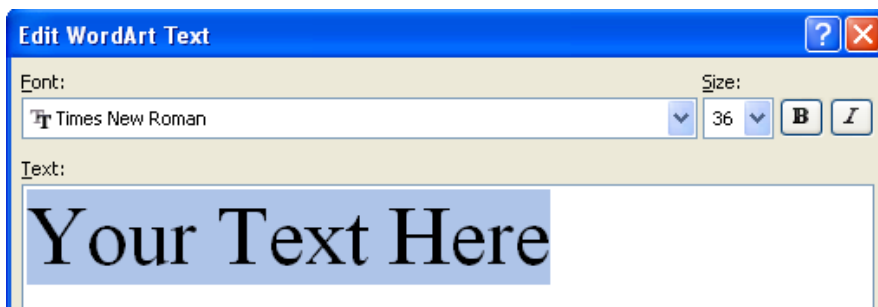 Edit WordArt Text
Font: Size:
Times New Roman 36 B I
Text:
Your Text Here